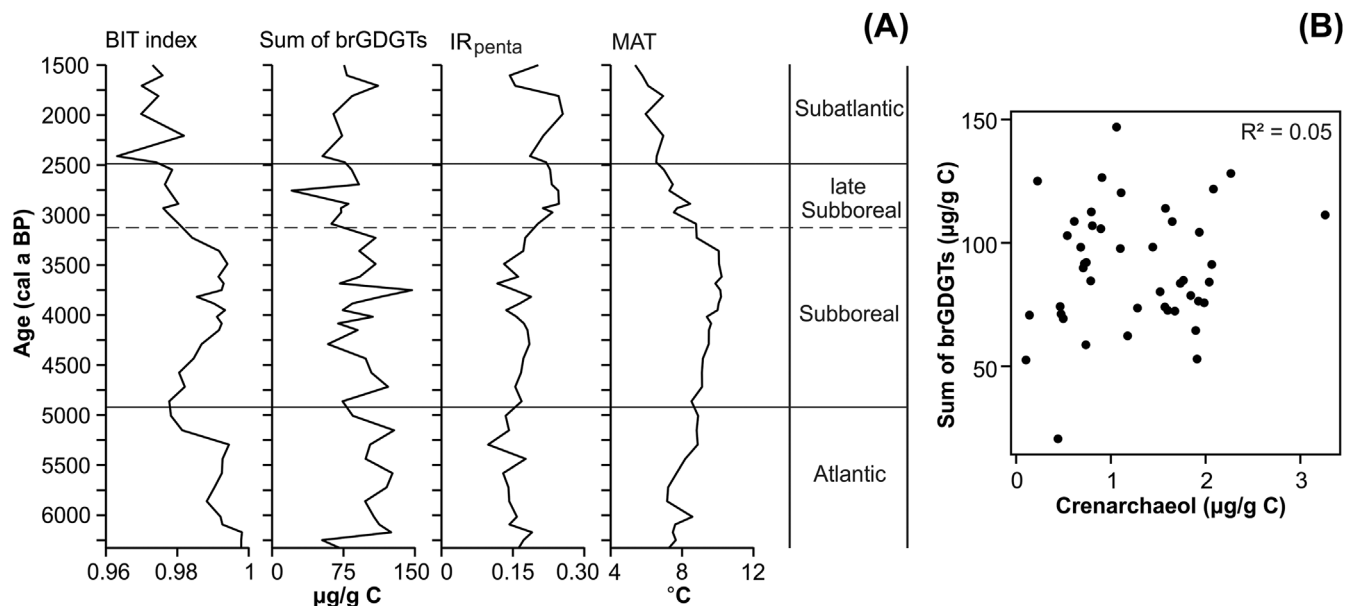 (A)
BIT index
Sum of brGDGTs
IRpenta
MAT
Age (cal a BP)
1500
2000
2500
3000
3500
4000
4500
5000
5500
6000
Subatlantic
late
Subboreal
Subboreal
Atlantic
0.96
0.98
1
0
75
150
0
0.15
0.30
4
8
12
µg/g C
°C
(B)
R² = 0.05
Sum of brGDGTs (µg/g C)
150
100
50
0
1
2
3
Crenarchaeol (µg/g C)